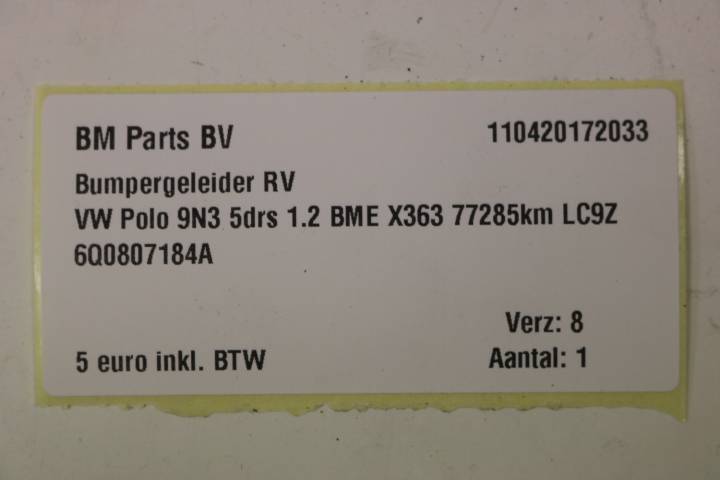 BM Parts BV 110420172033
Bumpergeleider RV
VW Polo 9N3 5drs 1.2 BME X363 77285km LC9Z
6Q0807184A
Verz: 8
5 euro inkl. BTW Aantal: 1